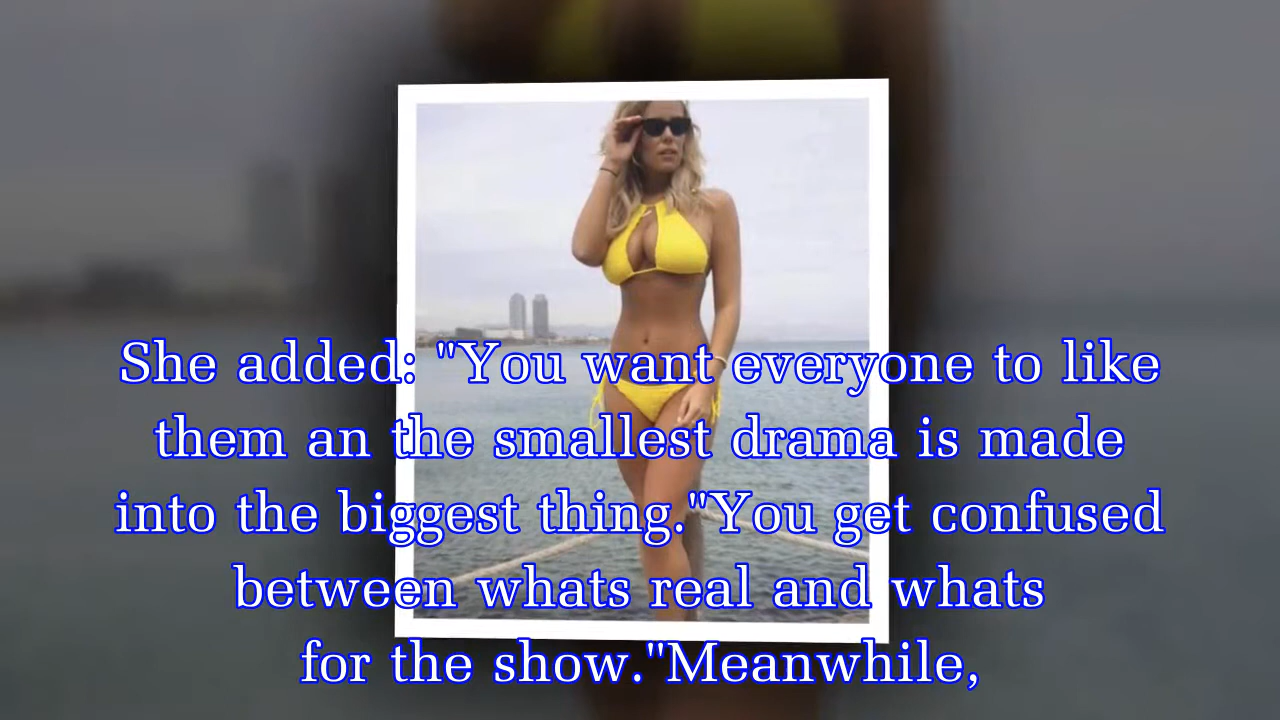 She added: "You want everyone to like
them an the smallest drama is made
into the biggest thing."You get confused
between whats real and whats
for the show."Meanwhile,